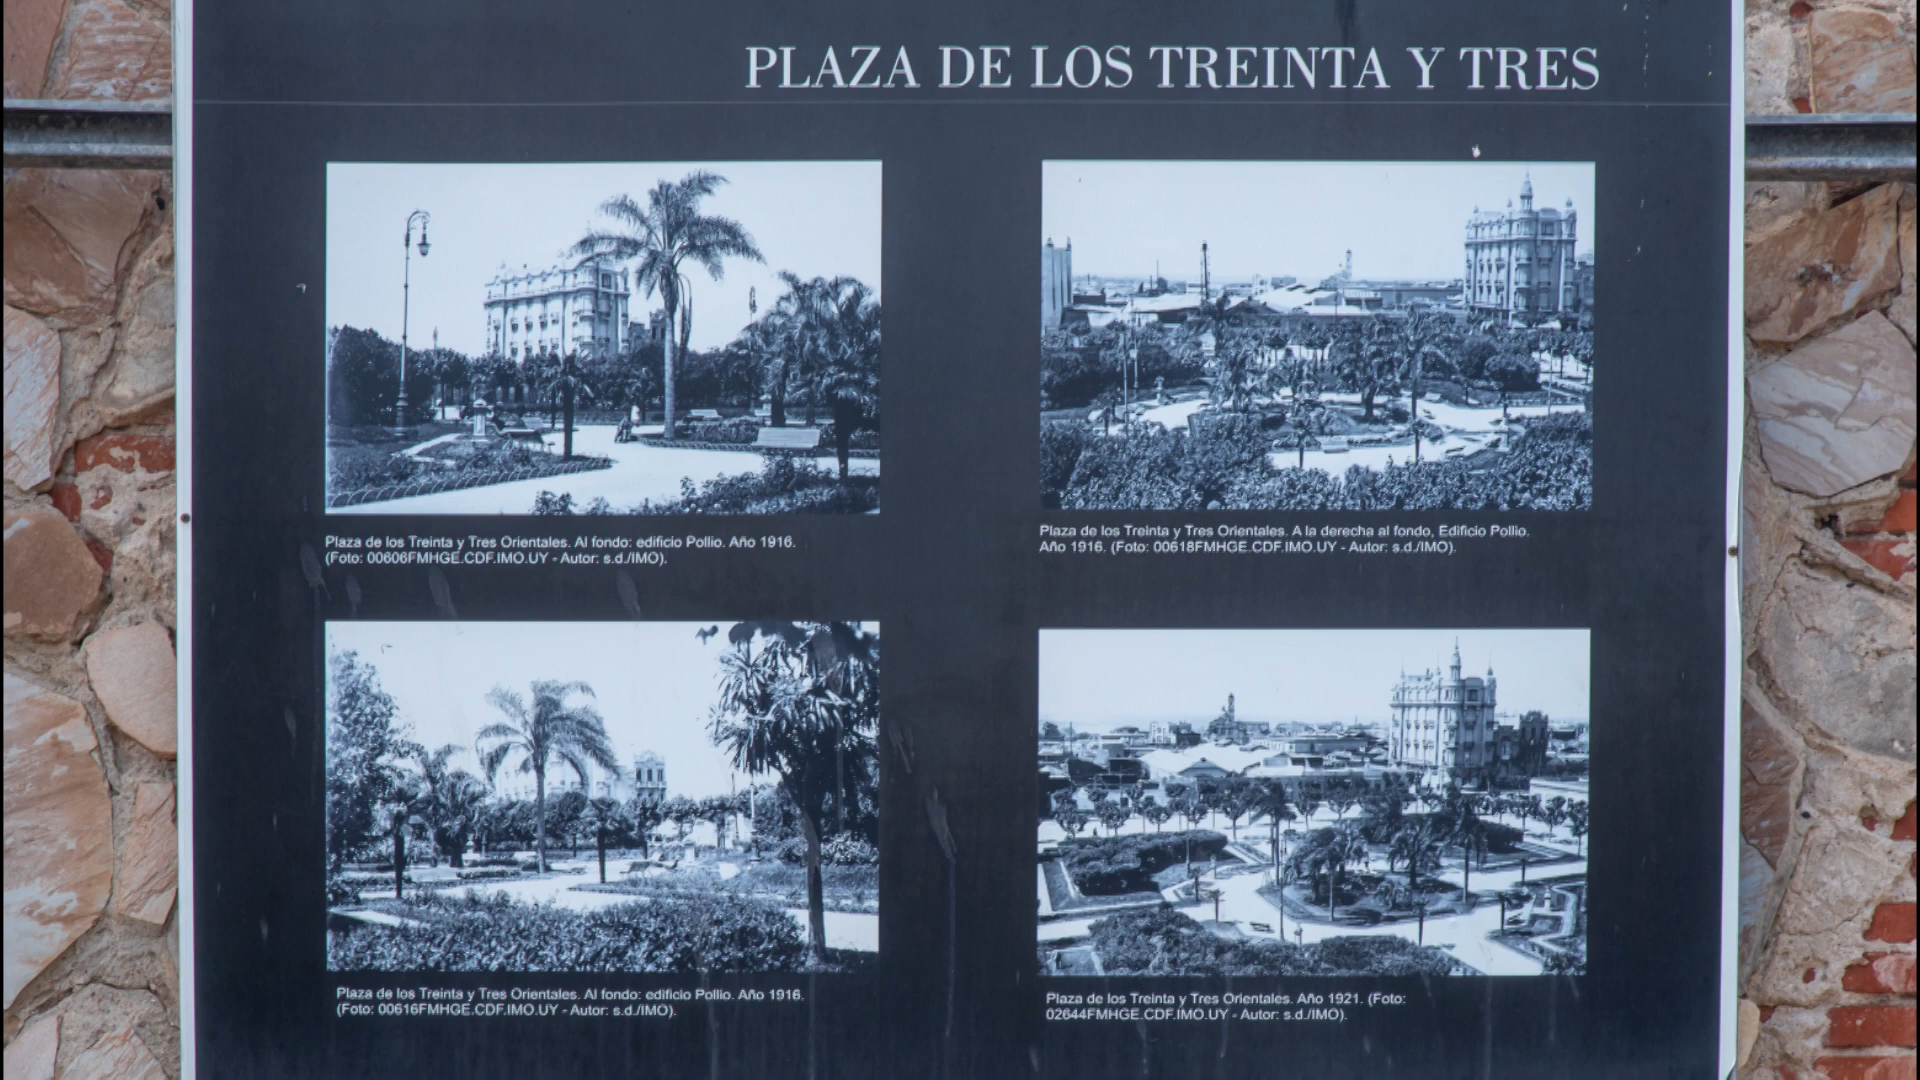 PLAZA DE LOS TREINTA Y TRES
Plaza de los Treinta y Tres Orientales. Al fondo: edificio Pollio. Año 1916.
(Foto: 00606FMHGE.CDF.IMO.UY - Autor: s.d./IMO).
Plaza de los Treinta y Tres Orientales. A la derecha al fondo, Edificio Pollio.
Año 1916. (Foto: 00618FMHGE.CDF.IMO.UY - Autor: s.d./IMO).
Plaza de los Treinta y Tres Orientales. Al fondo: edificio Pollio. Año 1916.
(Foto: 00616FMHGE.CDF.IMO.UY - Autor: s.d./IMO).
Plaza de los Treinta y Tres Orientales. Año 1921. (Foto:
02644FMHGE.CDF.IMO.UY - Autor: s.d./IMO).